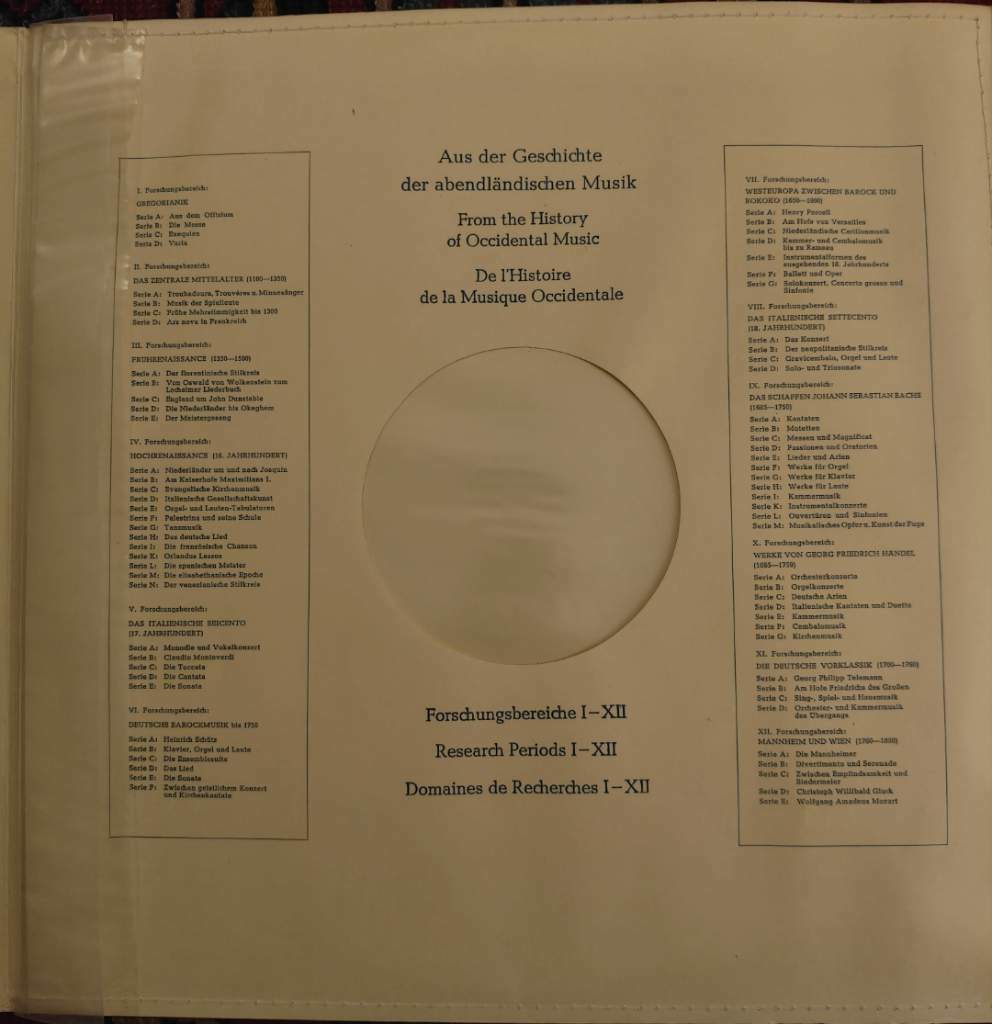 I. Forschungsbereich:
GREGORIANIK
Serie A: Aus dem Offizium
Serie B: Die Messe
Serie C: Exequien
Serie D: Varia
II. Forschungsbereich:
DAS ZENTRALE MITTELALTER (1100—1350)
Serie A: Troubadours, Trouvères u. Minnesänger
Serie B: Musik der Spielleute
Serie C: Frühe Mehrstimmigkeit bis 1300
Serie D: Ars nova in Frankreich
III. Forschungsbereich:
FRÜHRENAISSANCE (1350—1500)
Serie A: Der florentinische Stilkreis
Serie B: Von Oswald von Wolkenstein zum
Lochaimer Liederbuch
Serie C: England um John Dunstable
Serie D: Die Niederländer bis Okeghem
Serie E: Der Meistergesang
IV. Forschungsbereich:
HOCHRENAISSANCE (16. JAHRHUNDERT)
Serie A: Niederländer um und nach Josquin
Serie B: Am Kaiserhofe Maximilians I.
Serie C: Evangelische Kirchenmusik
Serie D: Italienische Gesellschaftskunst
Serie E: Orgel- und Lauten-Tabulaturen
Serie F: Palestrina und seine Schule
Serie G: Tanzmusik
Serie H: Das deutsche Lied
Serie I: Die französische Chanson
Serie K: Orlandus Lassus
Serie L: Die spanischen Meister
Serie M: Die elisabethanische Epoche
Serie N: Der venezianische Stilkreis
V. Forschungsbereich:
DAS ITALIENISCHE SEICENTO
(17. JAHRHUNDERT)
Serie A: Monodie und Vokalkonzert
Serie B: Claudio Monteverdi
Serie C: Die Toccata
Serie D: Die Cantata
Serie E: Die Sonata
VI. Forschungsbereich:
DEUTSCHE BAROCKMUSIK bis 1750
Serie A: Heinrich Schütz
Serie B: Klavier, Orgel und Laute
Serie C: Die Ensemblesuite
Serie D: Das Lied
Serie E: Die Sonata
Serie F: Zwischen geistlichem Konzert
und Kirchenkantate
Aus der Geschichte
der abendländischen Musik
From the History
of Occidental Music
De l'Histoire
de la Musique Occidentale
Forschungsbereiche I—XII
Research Periods I—XII
Domaines de Recherches I—XII
VII. Forschungsbereich:
WESTEUROPA ZWISCHEN BAROCK UND
ROKOKO (1650—1800)
Serie A: Henry Purcell
Serie B: Am Hofe von Versailles
Serie C: Niederländische Carillonmusik
Serie D: Kammer- und Cembalomusik
bis zu Rameau
Serie E: Instrumentalformen des
ausgehenden 18. Jahrhunderts
Serie F: Ballett und Oper
Serie G: Solokonzert, Concerto grosso und
Sinfonie
VIII. Forschungsbereich:
DAS ITALIENISCHE SETTECENTO
(18. JAHRHUNDERT)
Serie A: Das Konzert
Serie B: Der neopolitanische Stilkreis
Serie C: Gravicembalo, Orgel und Laute
Serie D: Solo- und Triosonate
IX. Forschungsbereich:
DAS SCHAFFEN JOHANN SEBASTIAN BACHS
(1685—1750)
Serie A: Kantaten
Serie B: Motetten
Serie C: Messen und Magnificat
Serie D: Passionen und Oratorien
Serie E: Lieder und Arien
Serie F: Werke für Orgel
Serie G: Werke für Klavier
Serie H: Werke für Laute
Serie I: Kammermusik
Serie K: Instrumentalkonzerte
Serie L: Ouvertüren und Sinfonien
Serie M: Musikalisches Opfer u. Kunst der Fuge
X. Forschungsbereich:
WERKE VON GEORG FRIEDRICH HÄNDEL
(1685—1759)
Serie A: Orchesterkonzerte
Serie B: Orgelkonzerte
Serie C: Deutsche Arien
Serie D: Italienische Kantaten und Duette
Serie E: Kammermusik
Serie F: Cembalomusik
Serie G: Kirchenmusik
XI. Forschungsbereich:
DIE DEUTSCHE VORKLASSIK (1700—1760)
Serie A: Georg Philipp Telemann
Serie B: Am Hofe Friedrichs des Großen
Serie C: Sing-, Spiel- und Hausmusik
Serie D: Orchester- und Kammermusik
des Übergangs
XII. Forschungsbereich:
MANNHEIM UND WIEN (1760—1800)
Serie A: Die Mannheimer
Serie B: Divertimento und Serenade
Serie C: Zwischen Empfindsamkeit und
Biedermeier
Serie D: Christoph Willibald Gluck
Serie E: Wolfgang Amadeus Mozart